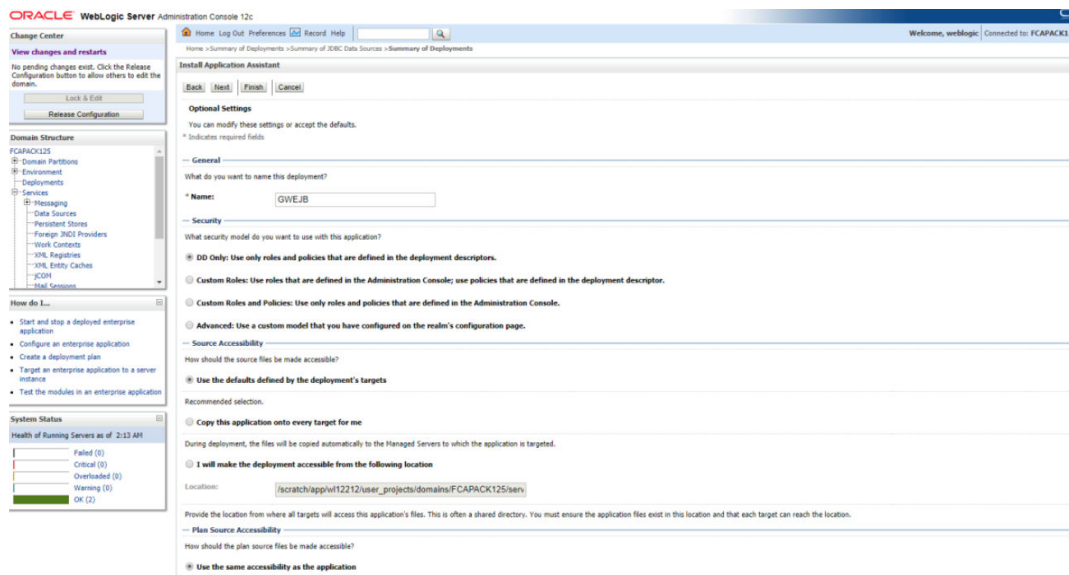 ORACLE WebLogic Server Administration Console 12c
Change Center
View changes and restarts
No pending changes exist. Click the Release
Configuration button to allow others to edit the
domain.
Lock & Edit
Release Configuration
Domain Structure
FCAPACK125
Domain Partitions
Environment
Deployments
Services
Messaging
Data Sources
Persistent Stores
Foreign JNDI Providers
Work Contexts
XML Registries
XML Entity Caches
jCOM
Mail Sessions
How do I...
Start and stop a deployed enterprise
application
Configure an enterprise application
Create a deployment plan
Target an enterprise application to a server
instance
Test the modules in an enterprise application
System Status
Health of Running Servers as of 2:13 AM
Failed (0)
Critical (0)
Overloaded (0)
Warning (0)
OK (2)
Home Log Out Preferences Record Help
Welcome, weblogic Connected to: FCAPACK1
Home >Summary of Deployments >Summary of JDBC Data Sources >Summary of Deployments
Install Application Assistant
Back Next Finish Cancel
Optional Settings
You can modify these settings or accept the defaults.
* Indicates required fields
General
What do you want to name this deployment?
* Name: GWEJB
Security
What security model do you want to use with this application?
DD Only: Use only roles and policies that are defined in the deployment descriptors.
Custom Roles: Use roles that are defined in the Administration Console; use policies that are defined in the deployment descriptor.
Custom Roles and Policies: Use only roles and policies that are defined in the Administration Console.
Advanced: Use a custom model that you have configured on the realm's configuration page.
Source Accessibility
How should the source files be made accessible?
Use the defaults defined by the deployment's targets
Recommended selection.
Copy this application onto every target for me
During deployment, the files will be copied automatically to the Managed Servers to which the application is targeted.
I will make the deployment accessible from the following location
Location: /scratch/app/wl12212/user_projects/domains/FCAPACK125/serv
Provide the location from where all targets will access this application's files. This is often a shared directory. You must ensure the application files exist in this location and that each target can reach the location.
Plan Source Accessibility
How should the plan source files be made accessible?
Use the same accessibility as the application